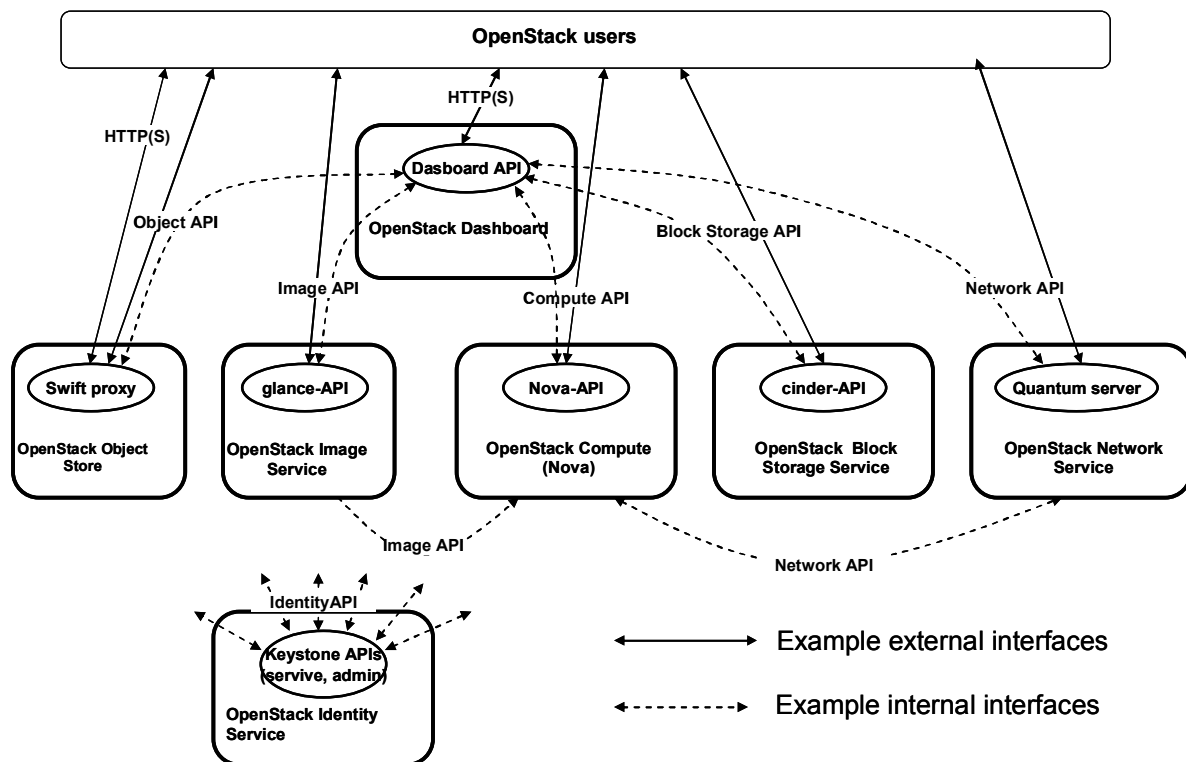 OpenStack users
HTTP(S)
HTTP(S)
Dasboard API
Object API
OpenStack Dashboard
Block Storage API
Image API
Compute API
Network API
Swift proxy
glance-API
Nova-API
cinder-API
Quantum server
OpenStack Object
Store
OpenStack Image
Service
OpenStack Compute
(Nova)
OpenStack Block
Storage Service
OpenStack Network
Service
Image API
Network API
IdentityAPI
Keystone APIs
(servive, admin)
OpenStack Identity
Service
Example external interfaces
Example internal interfaces